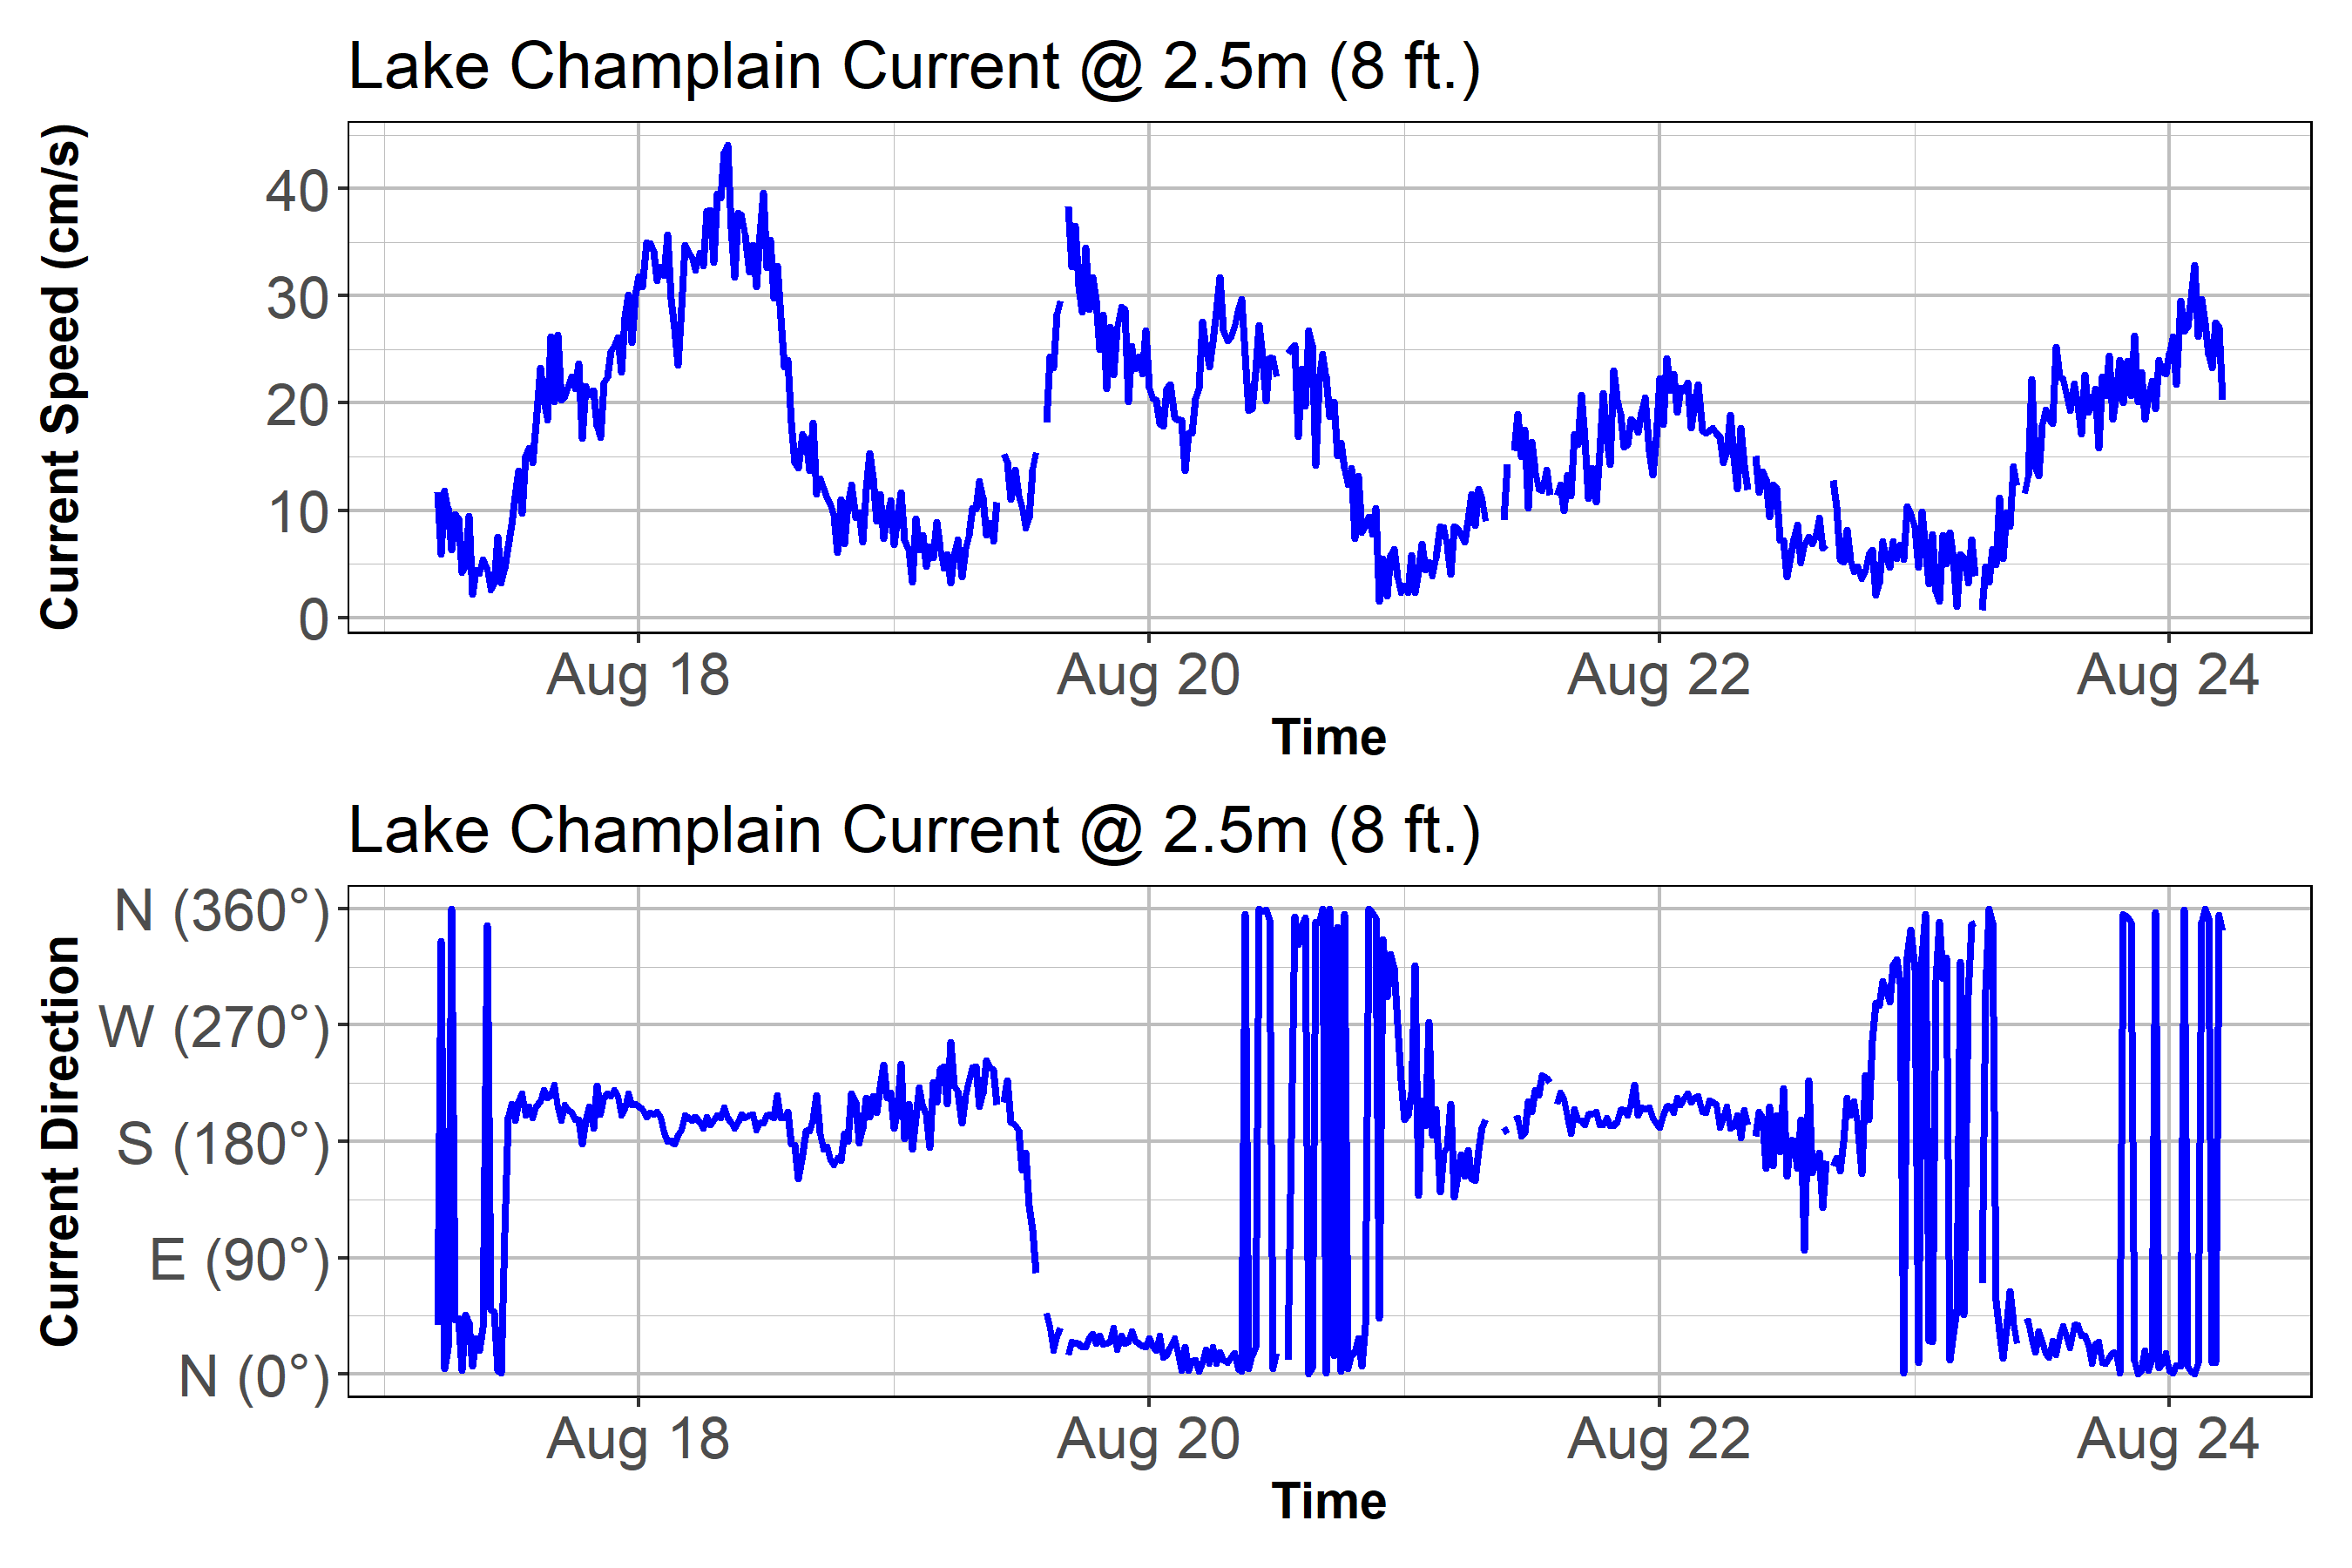 Lake Champlain Current @ 2.5m (8 ft.)
Current Speed (cm/s)
40
30
20
10
0
Aug 18 Aug 20 Aug 22 Aug 24
Time
Lake Champlain Current @ 2.5m (8 ft.)
Current Direction
N (360°)
W (270°)
S (180°)
E (90°)
N (0°)
Aug 18 Aug 20 Aug 22 Aug 24
Time